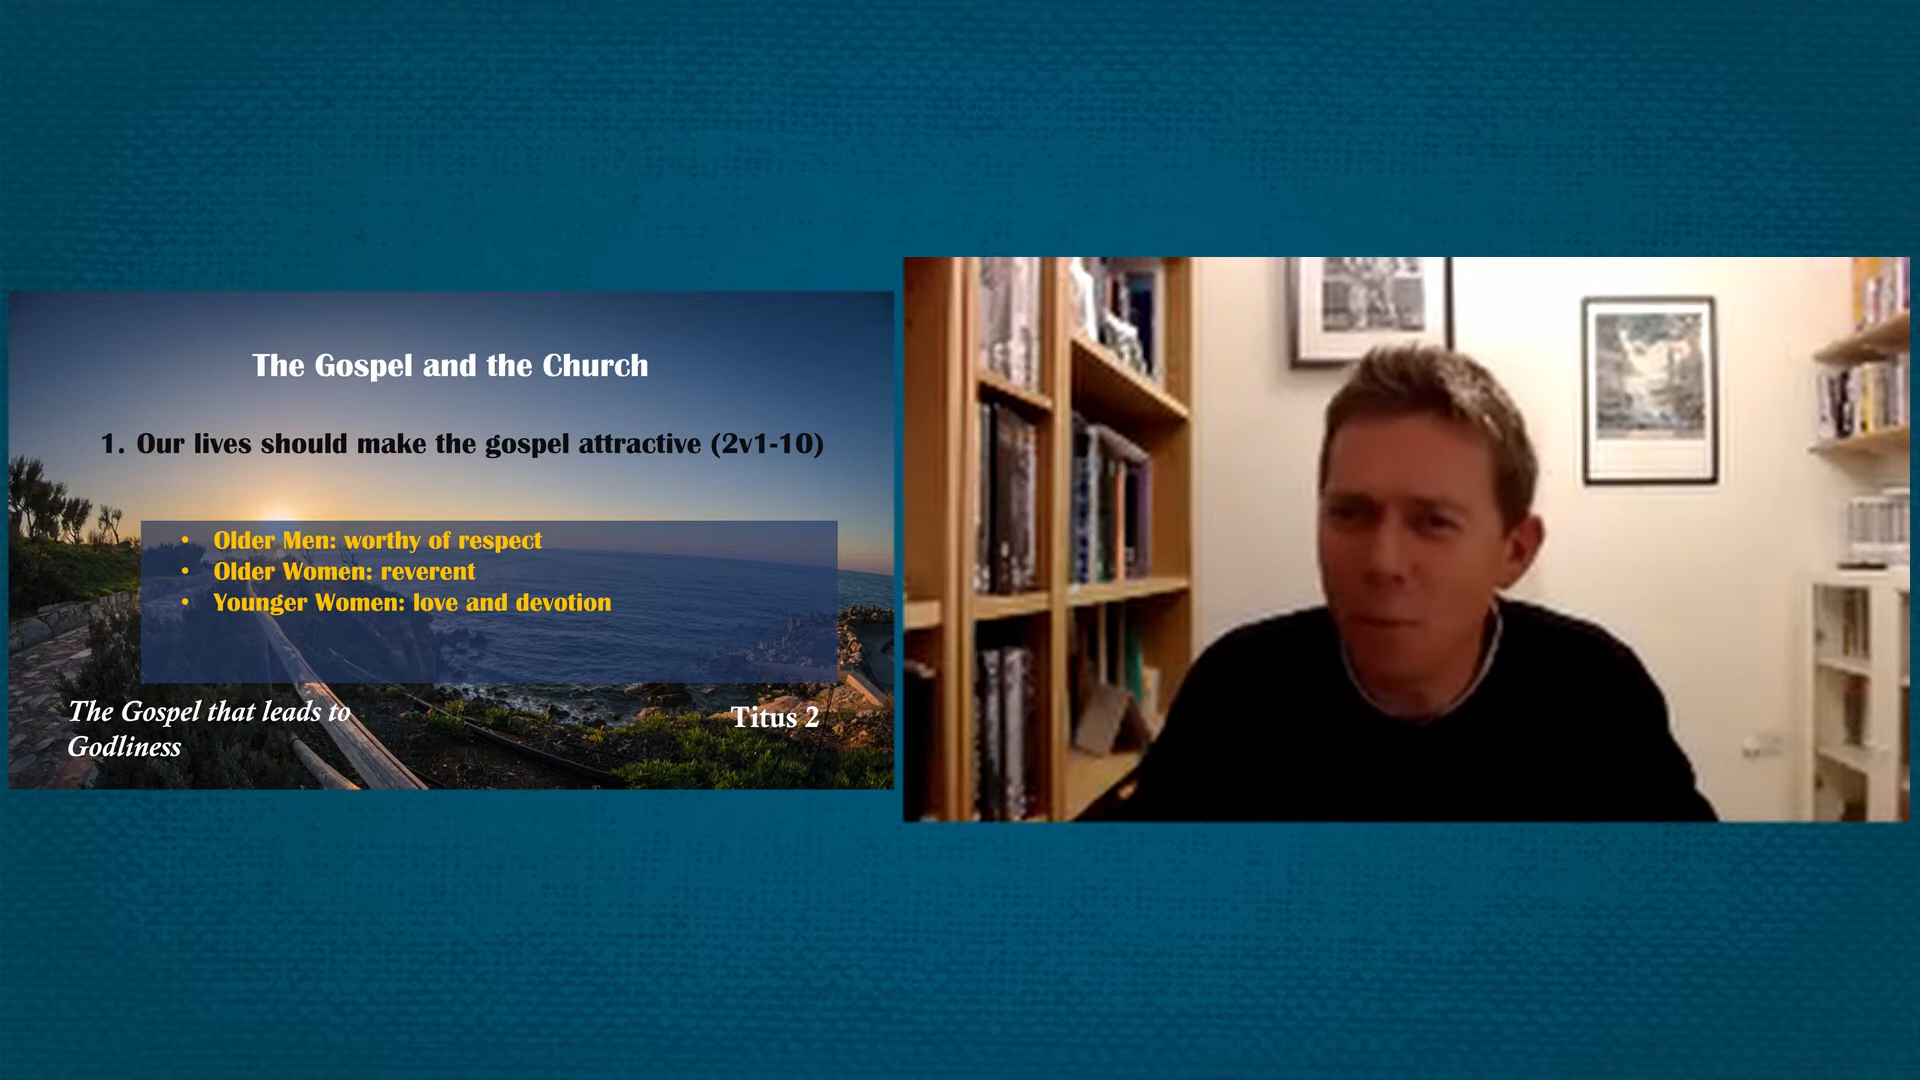 The Gospel and the Church
1. Our lives should make the gospel attractive (2v1-10)
• Older Men: worthy of respect
• Older Women: reverent
• Younger Women: love and devotion
The Gospel that leads to
Godliness
Titus 2